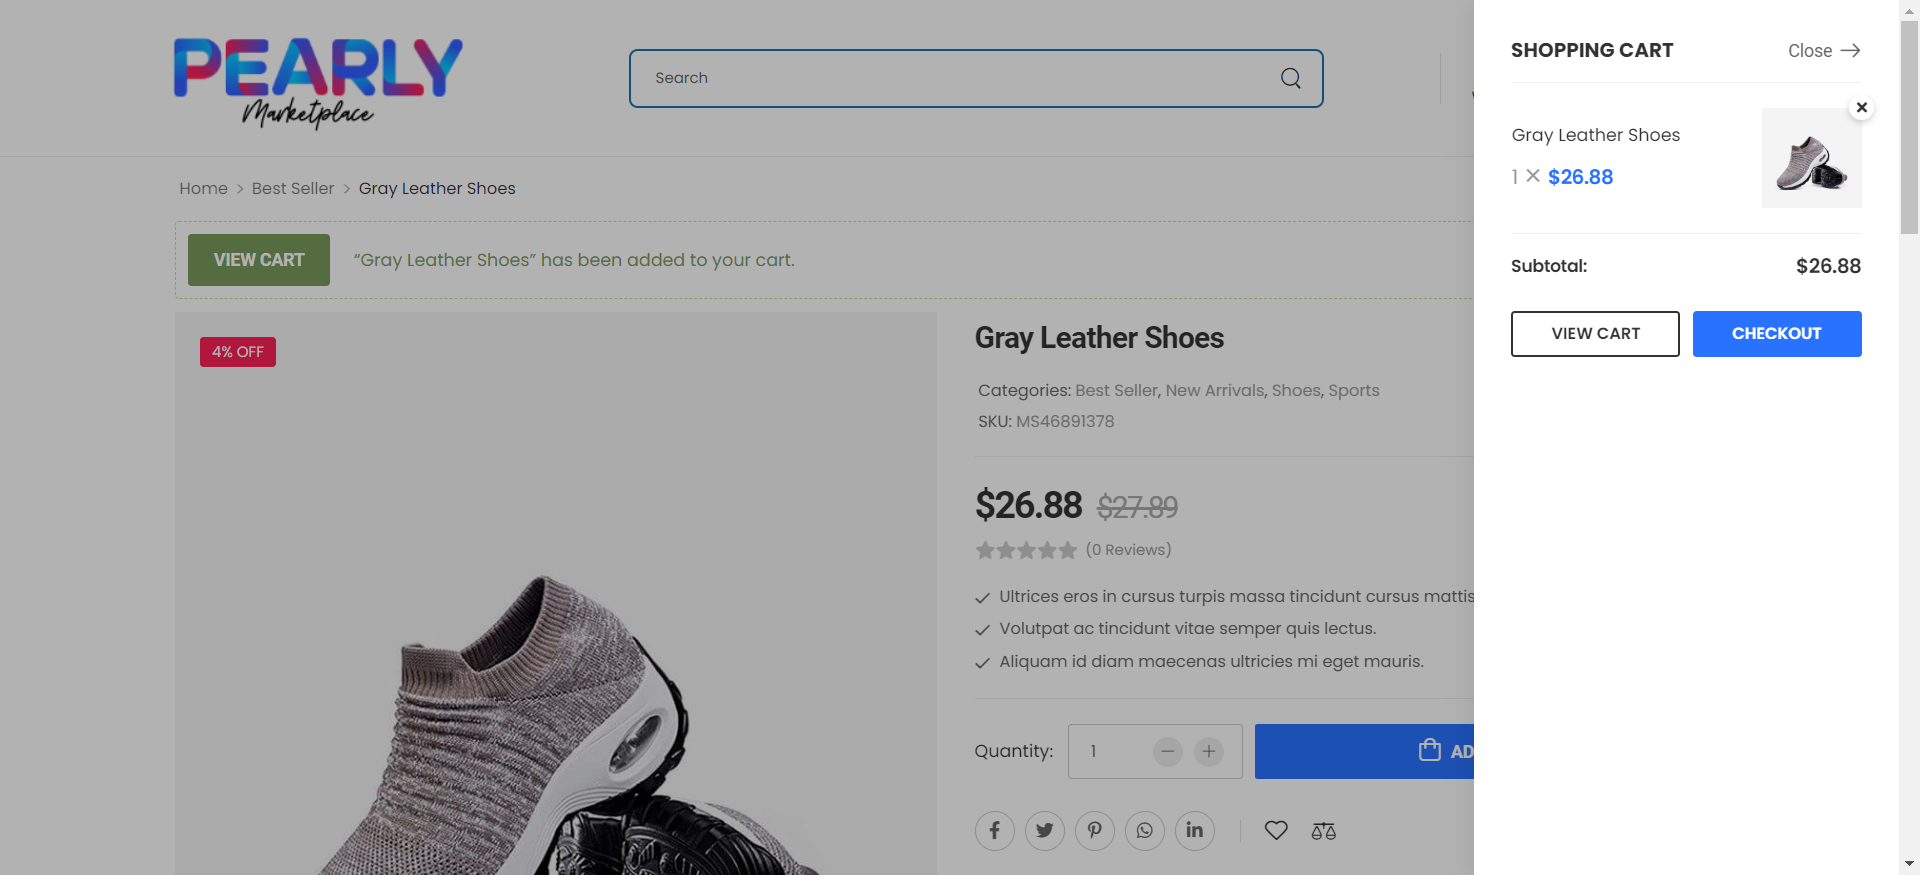 PEARLY
Marketplace
Search
Home > Best Seller > Gray Leather Shoes
VIEW CART
“Gray Leather Shoes” has been added to your cart.
4% OFF
Gray Leather Shoes
Categories: Best Seller, New Arrivals, Shoes, Sports
SKU: MS46891378
$26.88 $27.89
(0 Reviews)
Ultrices eros in cursus turpis massa tincidunt cursus mattis
Volutpat ac tincidunt vitae semper quis lectus.
Aliquam id diam maecenas ultricies mi eget mauris.
Quantity: 1 − +
AD
SHOPPING CART
Close →
Gray Leather Shoes
1 × $26.88
Subtotal: $26.88
VIEW CART
CHECKOUT